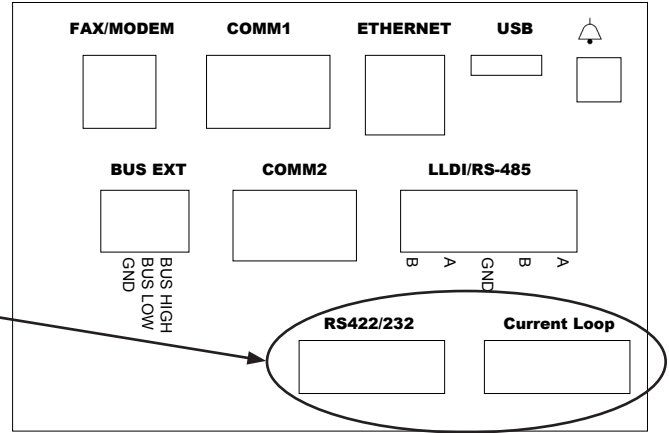 FAX/MODEM COMM1 ETHERNET USB
BUS EXT COMM2 LLDI/RS-485
BUS HIGH
BUS LOW
GND
B A GND B A
RS422/232 Current Loop